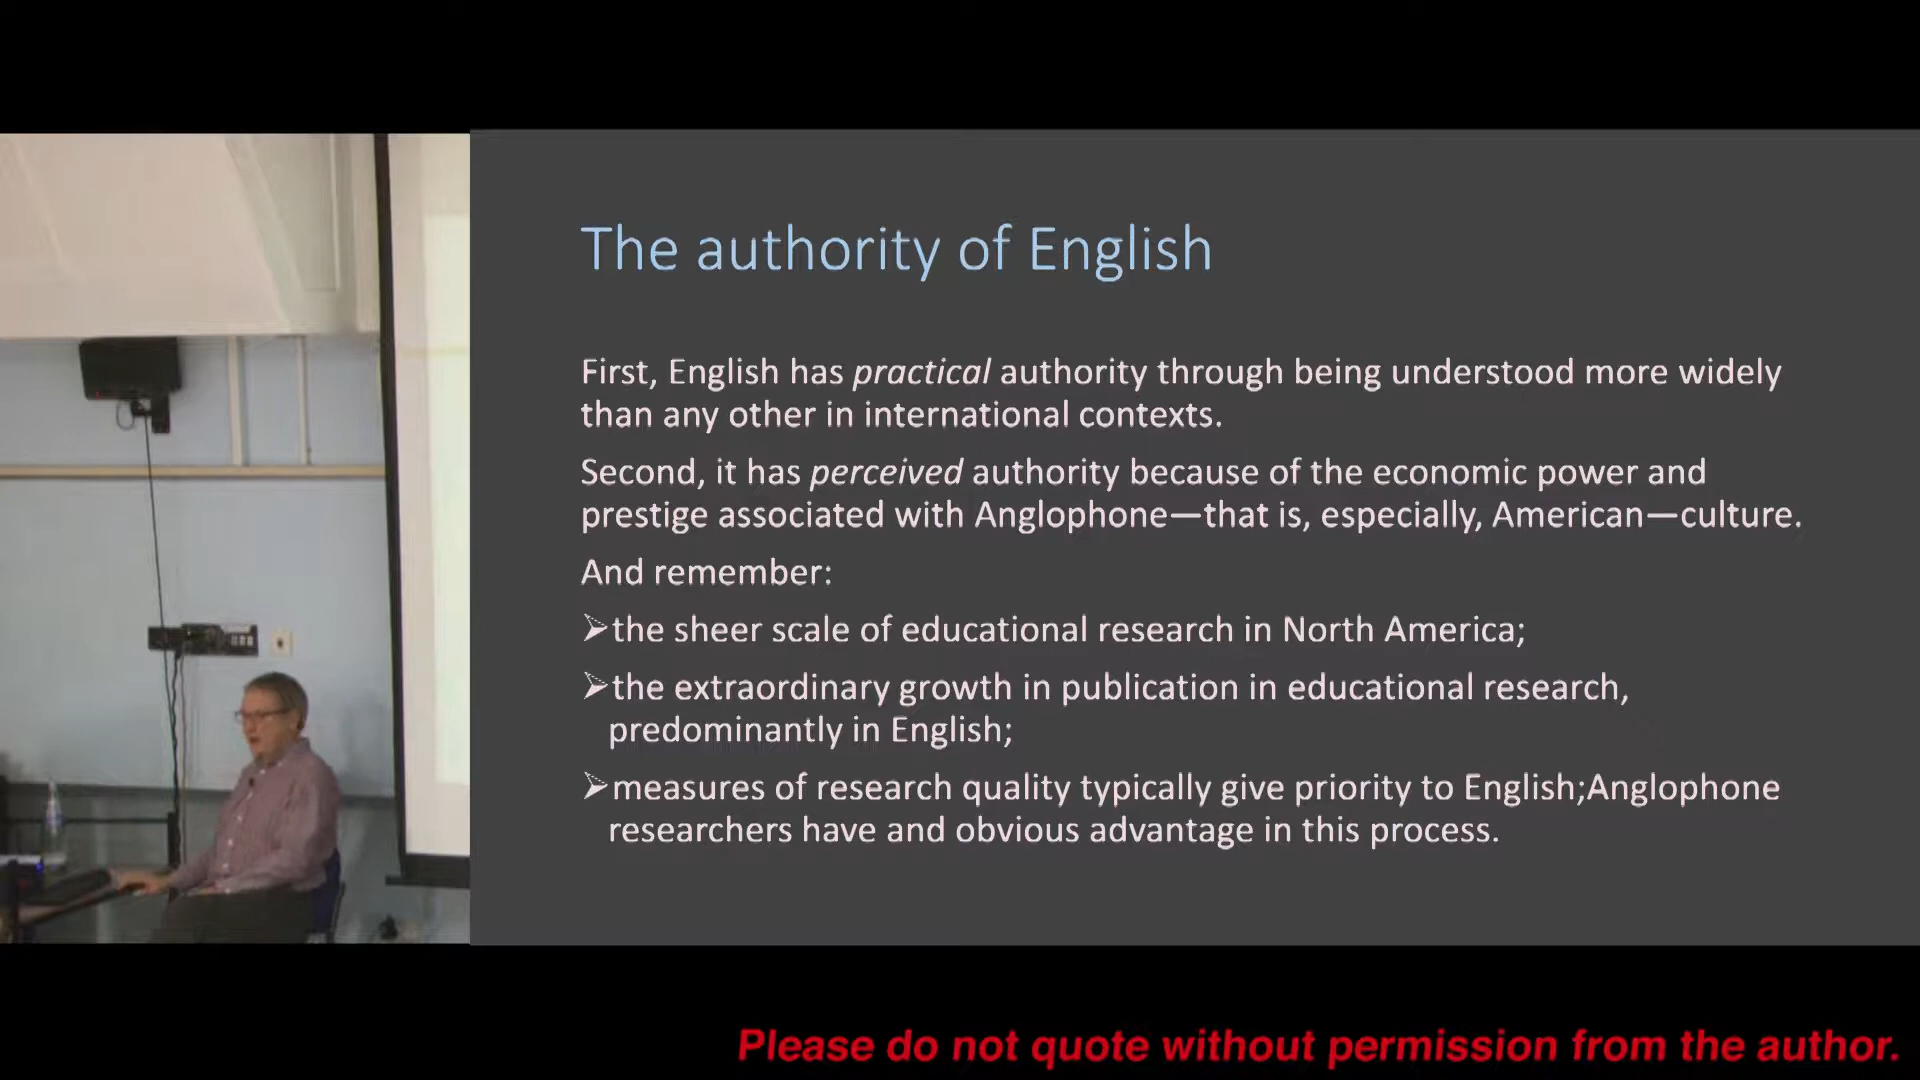 The authority of English
First, English has practical authority through being understood more widely
than any other in international contexts.
Second, it has perceived authority because of the economic power and
prestige associated with Anglophone—that is, especially, American—culture.
And remember:
➢the sheer scale of educational research in North America;
➢the extraordinary growth in publication in educational research,
predominantly in English;
➢measures of research quality typically give priority to English;Anglophone
researchers have and obvious advantage in this process.
Please do not quote without permission from the author.